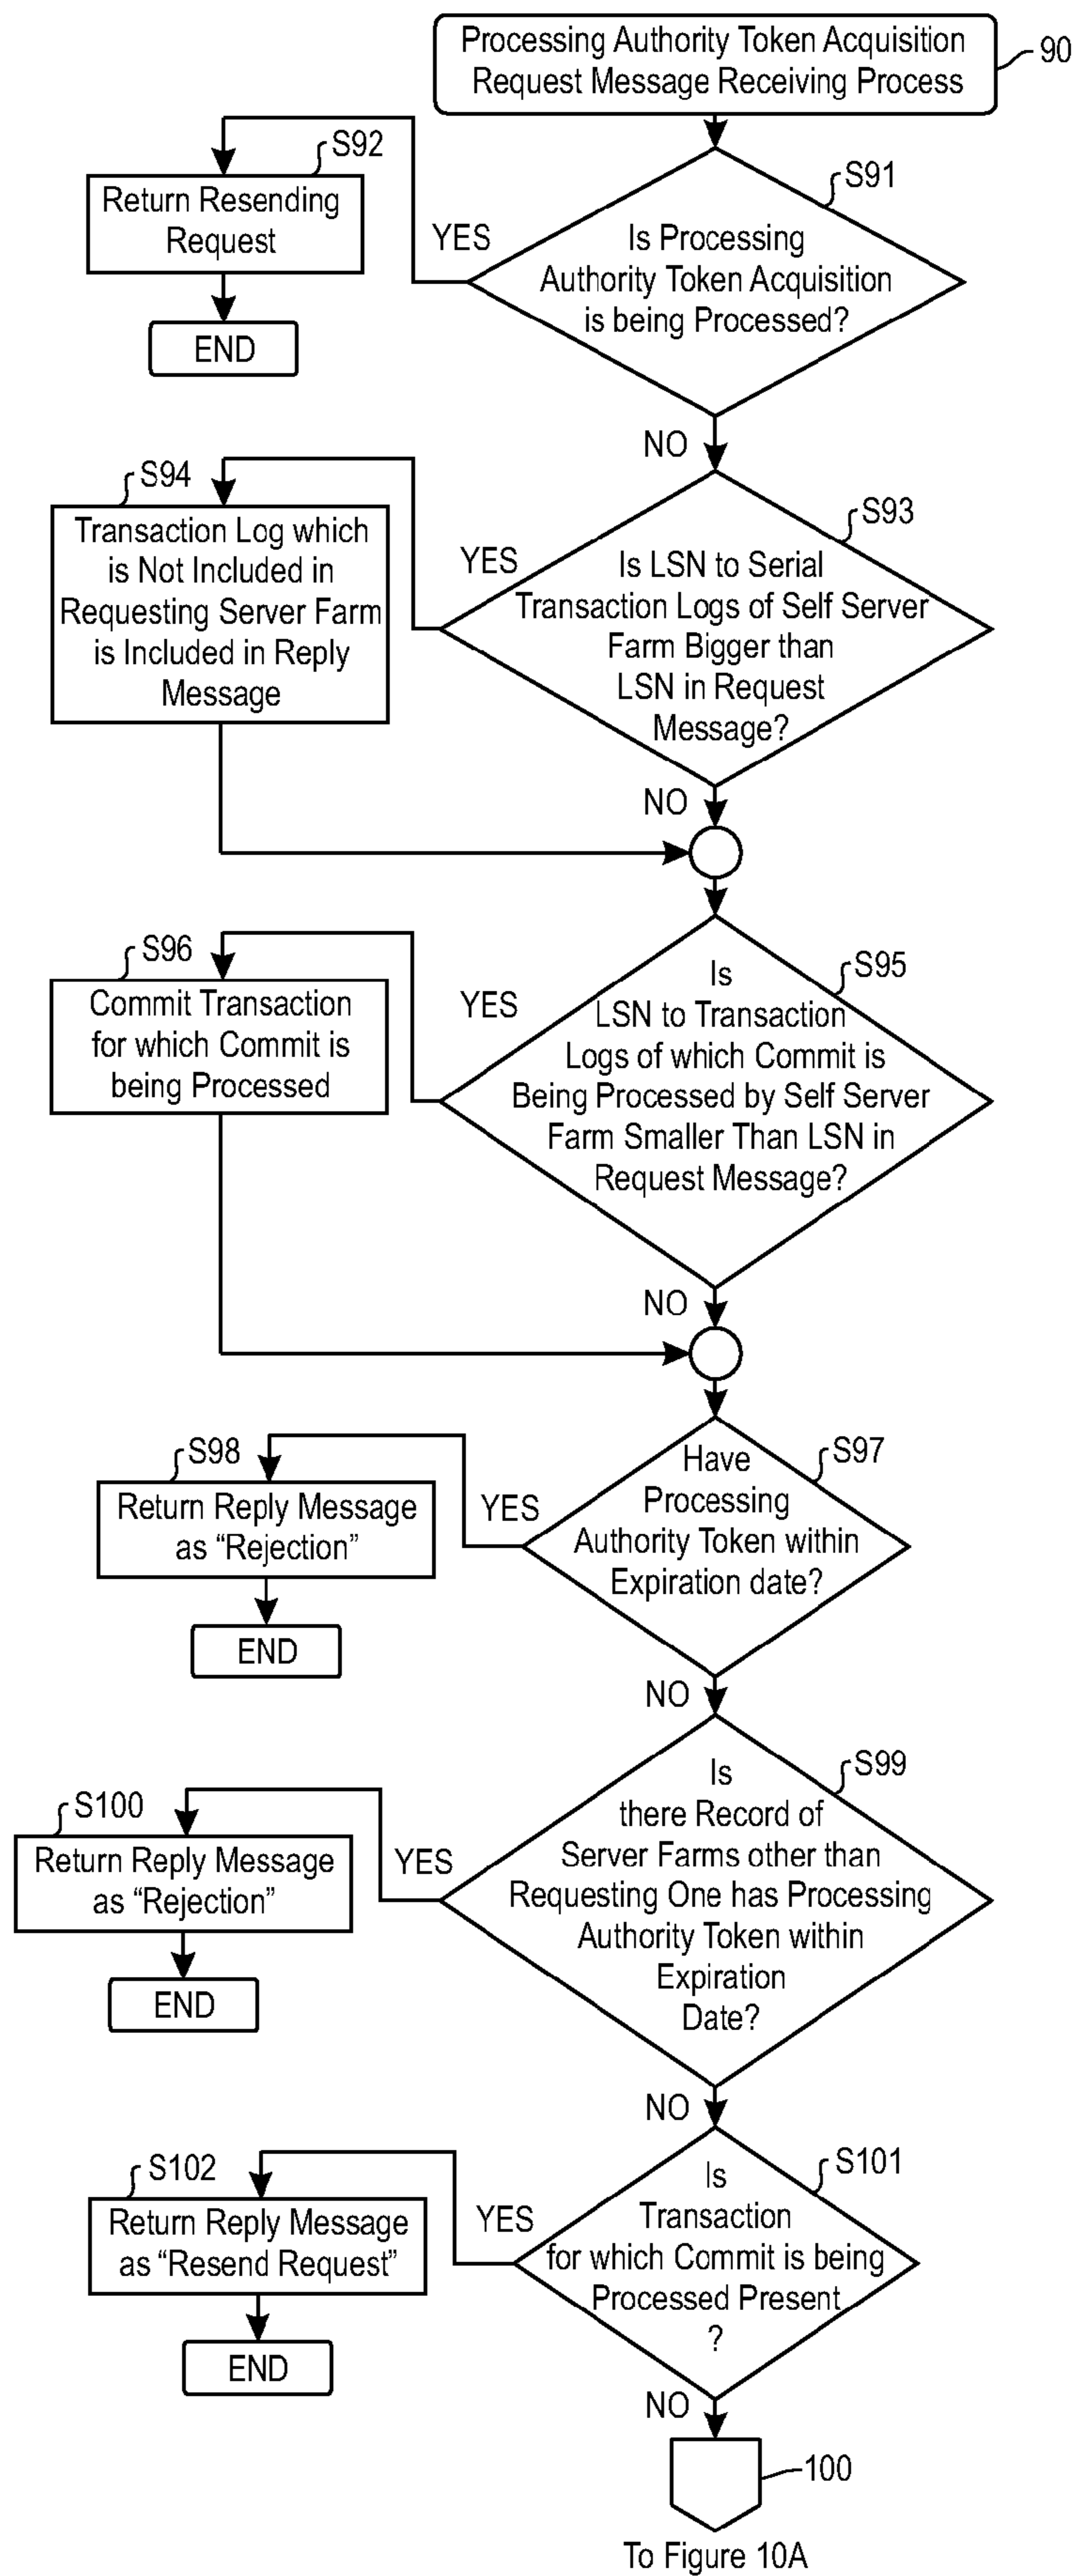 Processing Authority Token Acquisition
Request Message Receiving Process
90
S92
Return Resending
Request
END
YES
S91
Is Processing
Authority Token Acquisition
is being Processed?
NO
S94
Transaction Log which
is Not Included in
Requesting Server Farm
is Included in Reply
Message
YES
S93
Is LSN to Serial
Transaction Logs of Self Server
Farm Bigger than
LSN in Request
Message?
NO
S96
Commit Transaction
for which Commit is
being Processed
YES
S95
Is
LSN to Transaction
Logs of which Commit is
Being Processed by Self Server
Farm Smaller Than LSN in
Request Message?
NO
S98
Return Reply Message
as “Rejection”
END
YES
S97
Have
Processing
Authority Token within
Expiration date?
NO
S100
Return Reply Message
as “Rejection”
END
YES
S99
Is
there Record of
Server Farms other than
Requesting One has Processing
Authority Token within
Expiration
Date?
NO
S102
Return Reply Message
as “Resend Request”
END
YES
S101
Is
Transaction
for which Commit is being
Processed Present
?
NO
100
To Figure 10A